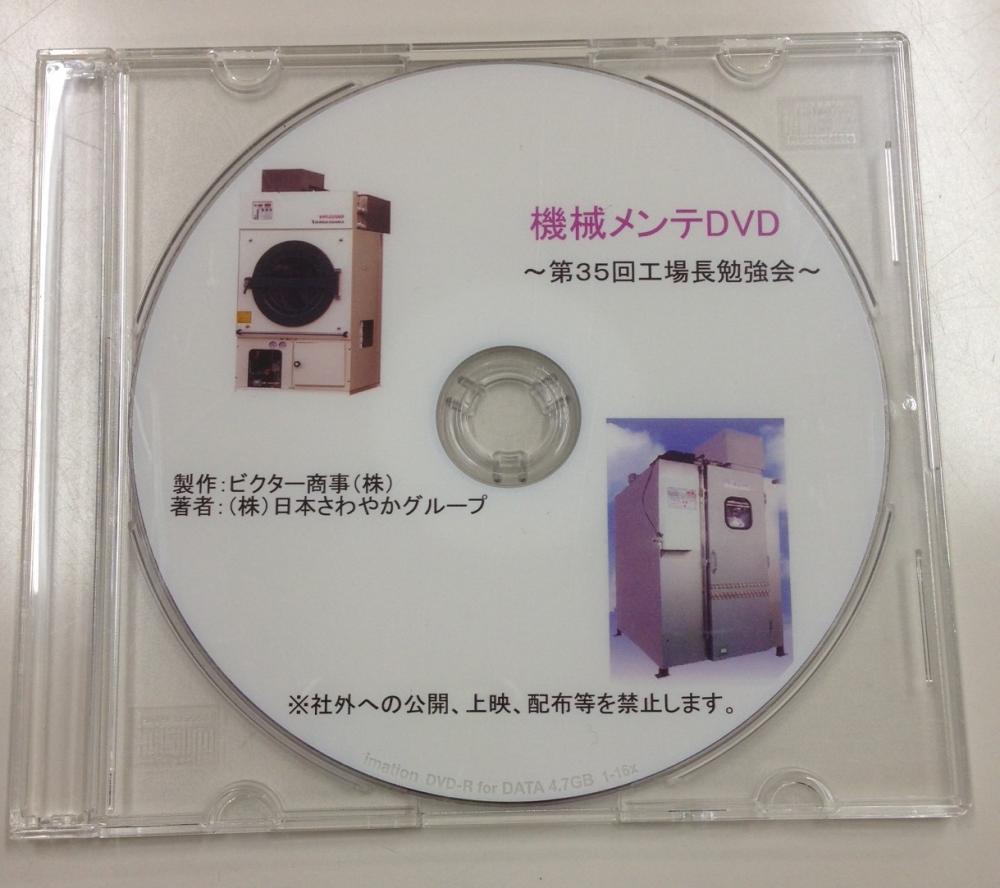 機械メンテDVD
～第35回工場長勉強会～
製作：ビクター商事(株)
著者：(株)日本さわやかグループ
※社外への公開、上映、配布等を禁止します。
imation DVD-R for DATA 4.7GB 1-16x